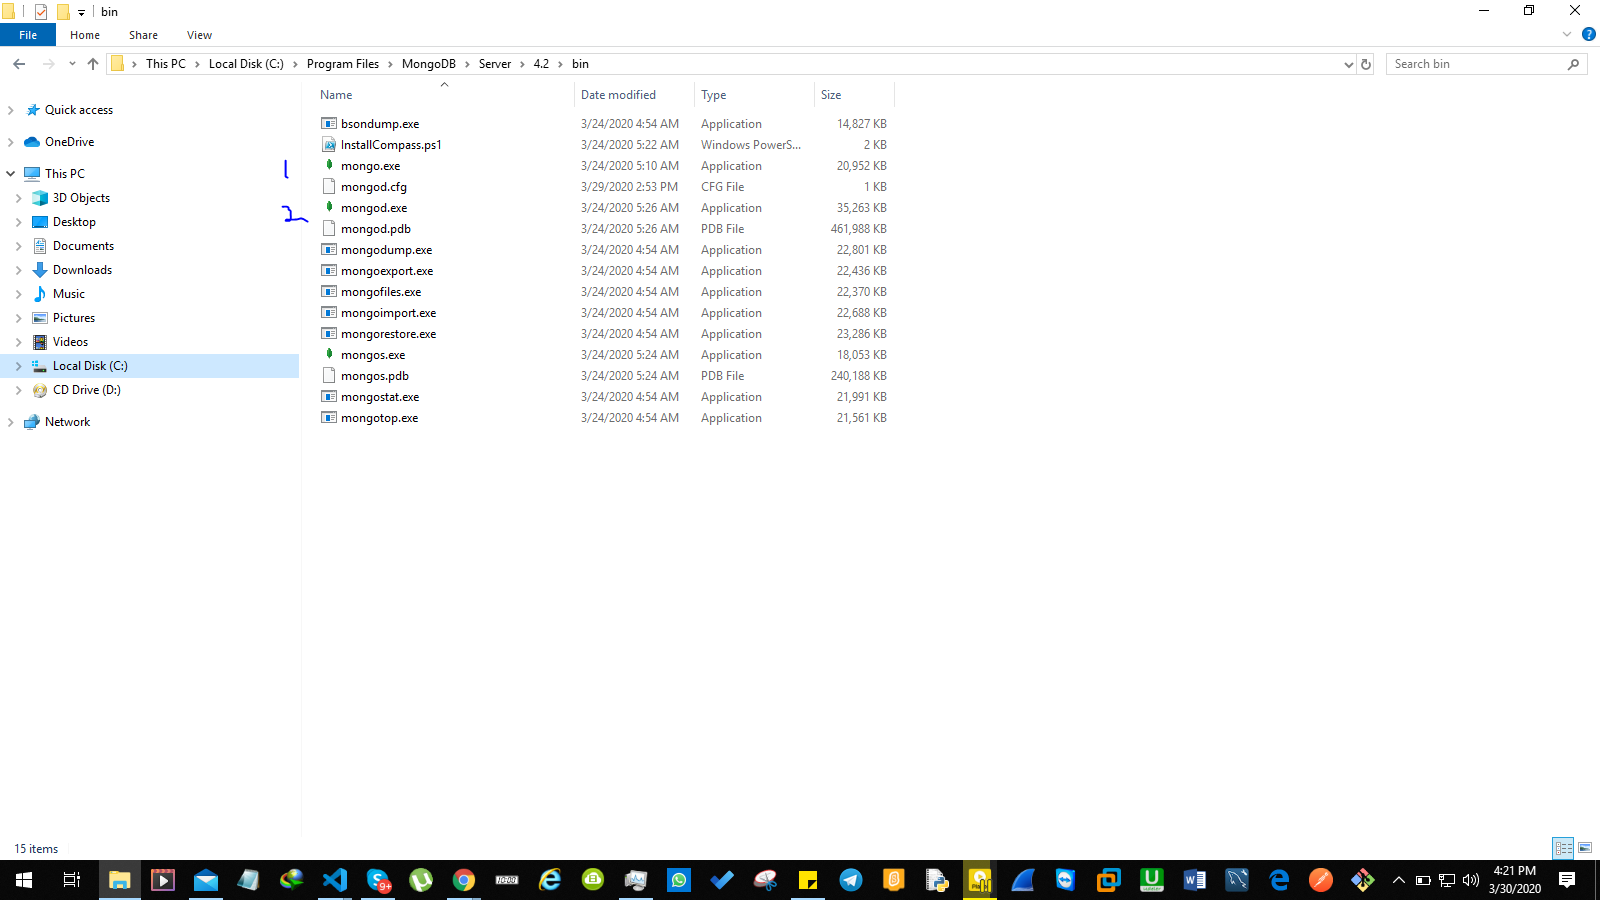 bin
File Home Share View
This PC Local Disk (C:) Program Files MongoDB Server 4.2 bin Search bin
Name Date modified Type Size
Quick access
OneDrive
This PC
3D Objects
Desktop
Documents
Downloads
Music
Pictures
Videos
Local Disk (C:)
CD Drive (D:)
Network
1
2
bsondump.exe 3/24/2020 4:54 AM Application 14,827 KB
InstallCompass.ps1 3/24/2020 5:22 AM Windows PowerS... 2 KB
mongo.exe 3/24/2020 5:10 AM Application 20,952 KB
mongod.cfg 3/29/2020 2:53 PM CFG File 1 KB
mongod.exe 3/24/2020 5:26 AM Application 35,263 KB
mongod.pdb 3/24/2020 5:26 AM PDB File 461,988 KB
mongodump.exe 3/24/2020 4:54 AM Application 22,801 KB
mongoexport.exe 3/24/2020 4:54 AM Application 22,436 KB
mongofiles.exe 3/24/2020 4:54 AM Application 22,370 KB
mongoimport.exe 3/24/2020 4:54 AM Application 22,688 KB
mongorestore.exe 3/24/2020 4:54 AM Application 23,286 KB
mongos.exe 3/24/2020 5:24 AM Application 18,053 KB
mongos.pdb 3/24/2020 5:24 AM PDB File 240,188 KB
mongostat.exe 3/24/2020 4:54 AM Application 21,991 KB
mongotop.exe 3/24/2020 4:54 AM Application 21,561 KB
15 items
9+
4:21 PM
3/30/2020